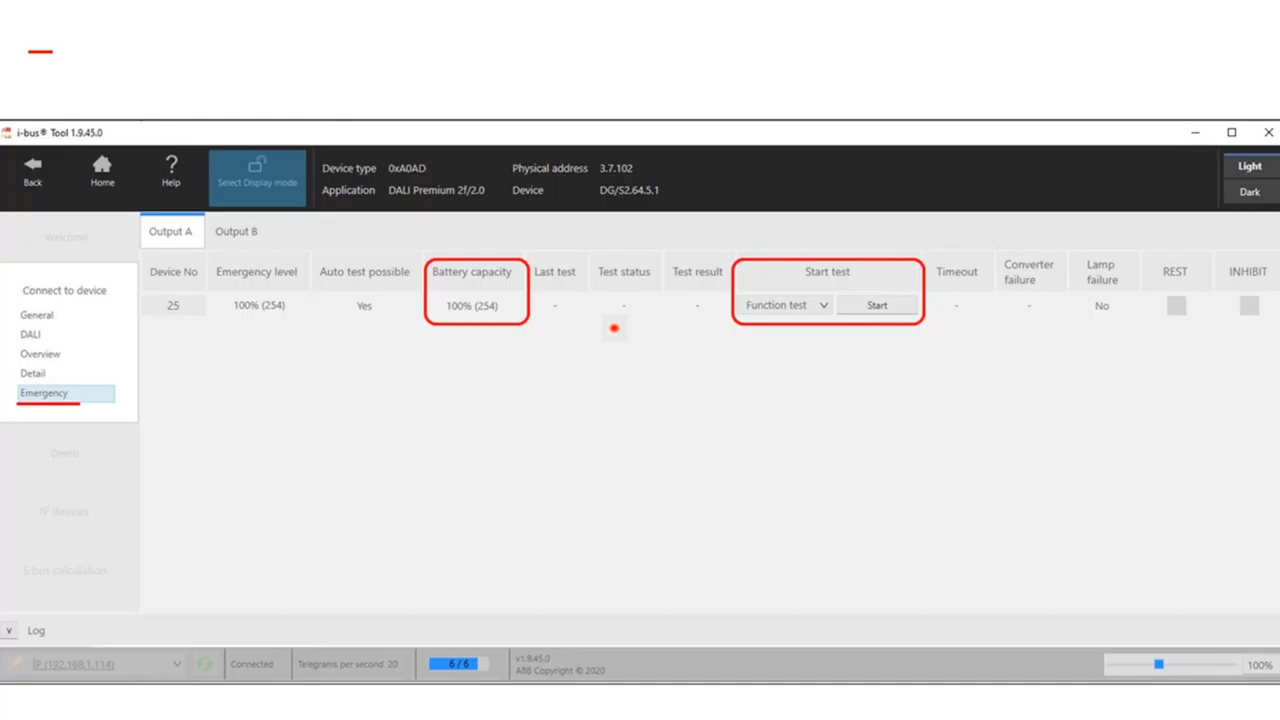 i-bus® Tool 1.9.45.0
Back
Home
Help
Select Display mode
Device type 0xA0AD
Physical address 3.7.102
Application DALI Premium 2f/2.0
Device DG/S2.64.5.1
Light
Dark
Welcome
Output A
Output B
Connect to device
General
DALI
Overview
Detail
Emergency
Demo
IP devices
Device No
Emergency level
Auto test possible
Battery capacity
Last test
Test status
Test result
Start test
Timeout
Converter
failure
Lamp
failure
REST
INHIBIT
25
100% (254)
Yes
100% (254)
-
-
-
Function test
Start
-
-
No
Log
(192.168.1.114)
Connected
Telegrams per second 20
6 / 6
v1.9.45.0
ABB Copyright © 2020
100%